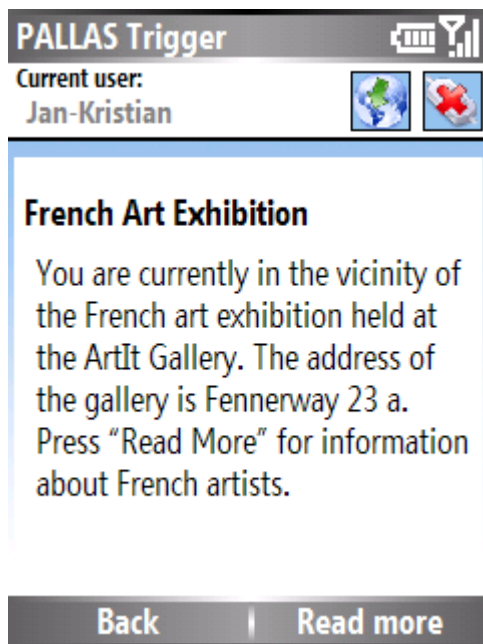 PALLAS Trigger
Current user:
Jan-Kristian
French Art Exhibition
You are currently in the vicinity of
the French art exhibition held at
the ArtIt Gallery. The address of
the gallery is Fennerway 23 a.
Press “Read More” for information
about French artists.
Back
Read more